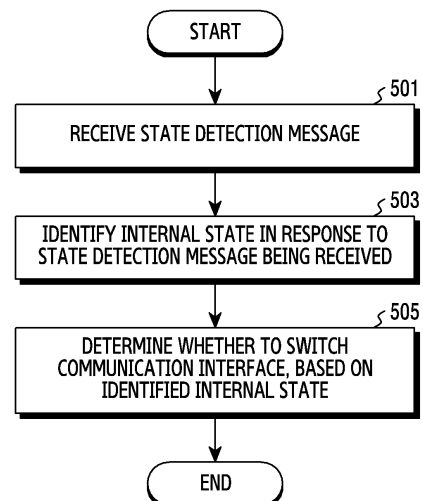 START
501
RECEIVE STATE DETECTION MESSAGE
503
IDENTIFY INTERNAL STATE IN RESPONSE TO
STATE DETECTION MESSAGE BEING RECEIVED
505
DETERMINE WHETHER TO SWITCH
COMMUNICATION INTERFACE, BASED ON
IDENTIFIED INTERNAL STATE
END